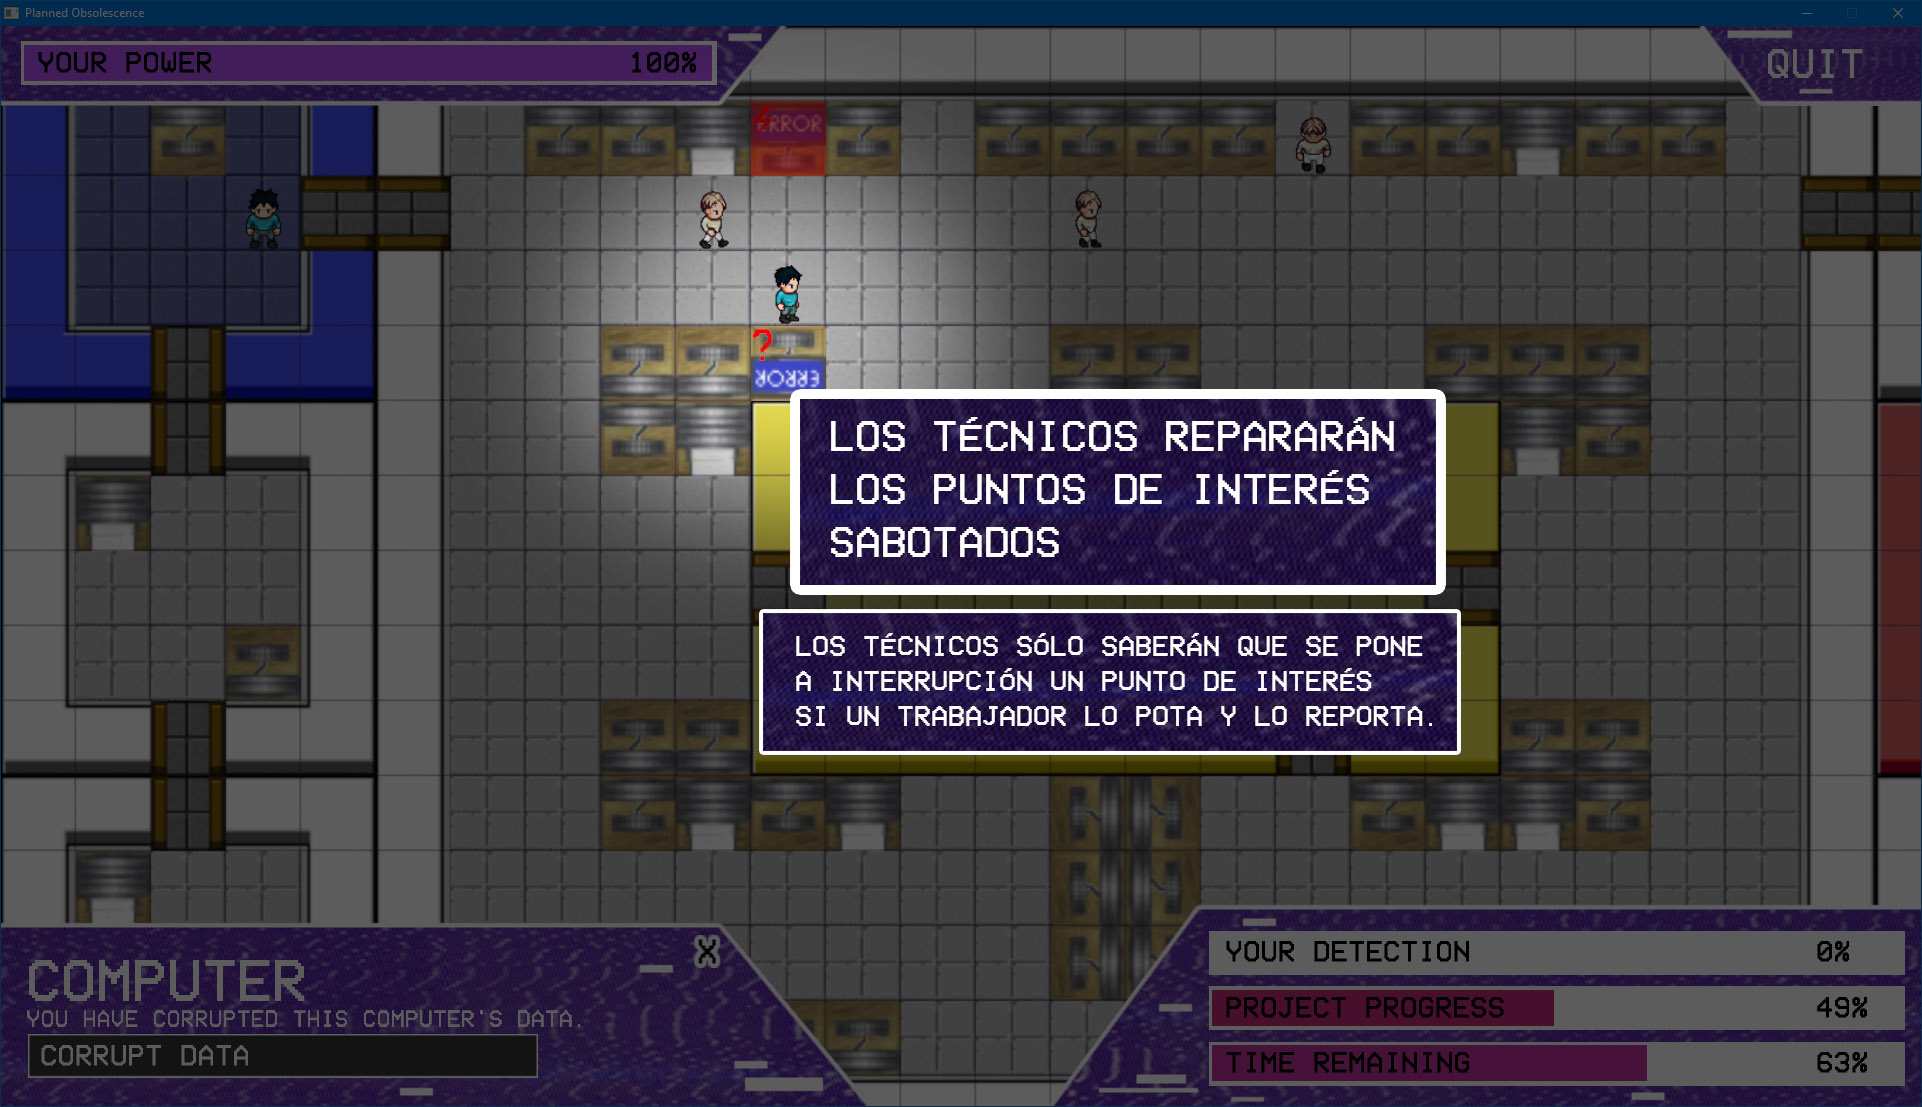 Planned Obsolescence
YOUR POWER 100%
QUIT
ERROR
?
ERROR
LOS TÉCNICOS REPARARÁN
LOS PUNTOS DE INTERÉS
SABOTADOS
LOS TÉCNICOS SÓLO SABERÁN QUE SE PONE
A INTERRUPCIÓN UN PUNTO DE INTERÉS
SI UN TRABAJADOR LO POTA Y LO REPORTA.
X
COMPUTER
YOU HAVE CORRUPTED THIS COMPUTER'S DATA.
CORRUPT DATA
YOUR DETECTION 0%
PROJECT PROGRESS 49%
TIME REMAINING 63%